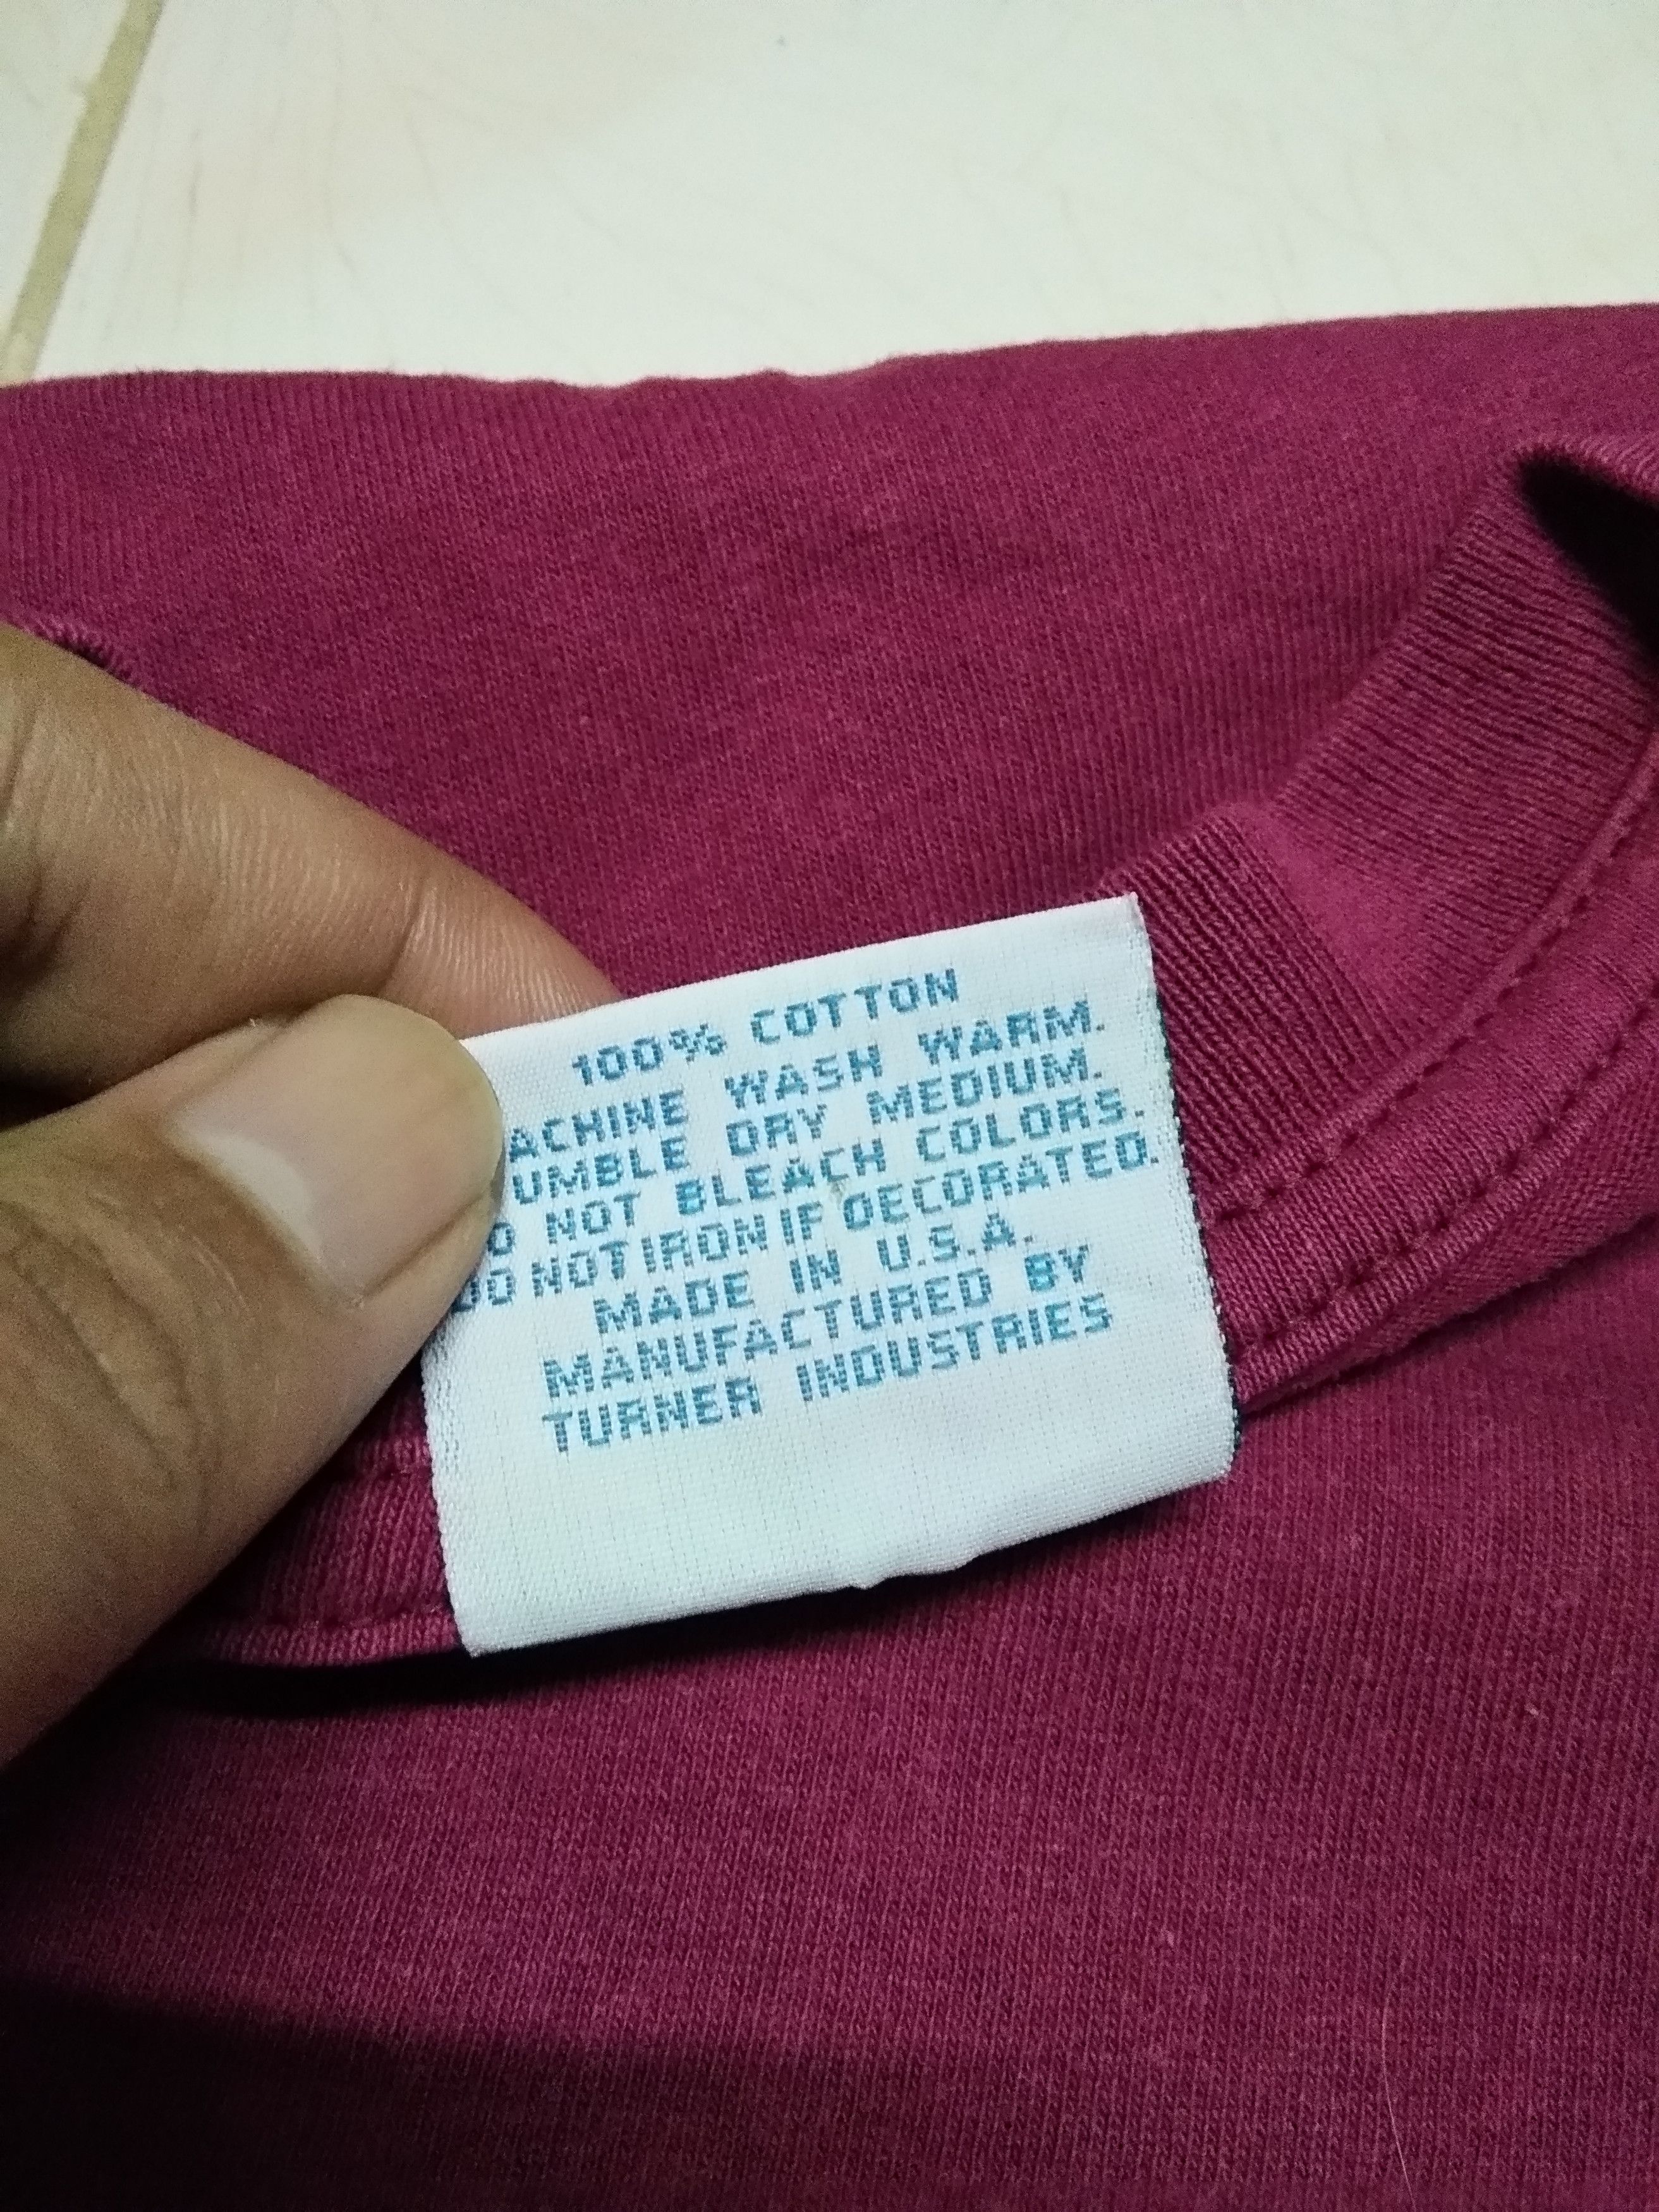 100% COTTON
ACHINE WASH WARM.
UMBLE DRY MEDIUM.
O NOT BLEACH COLORS.
DO NOT IRON IF DECORATED.
MADE IN U.S.A.
MANUFACTURED BY
TURNER INDUSTRIES